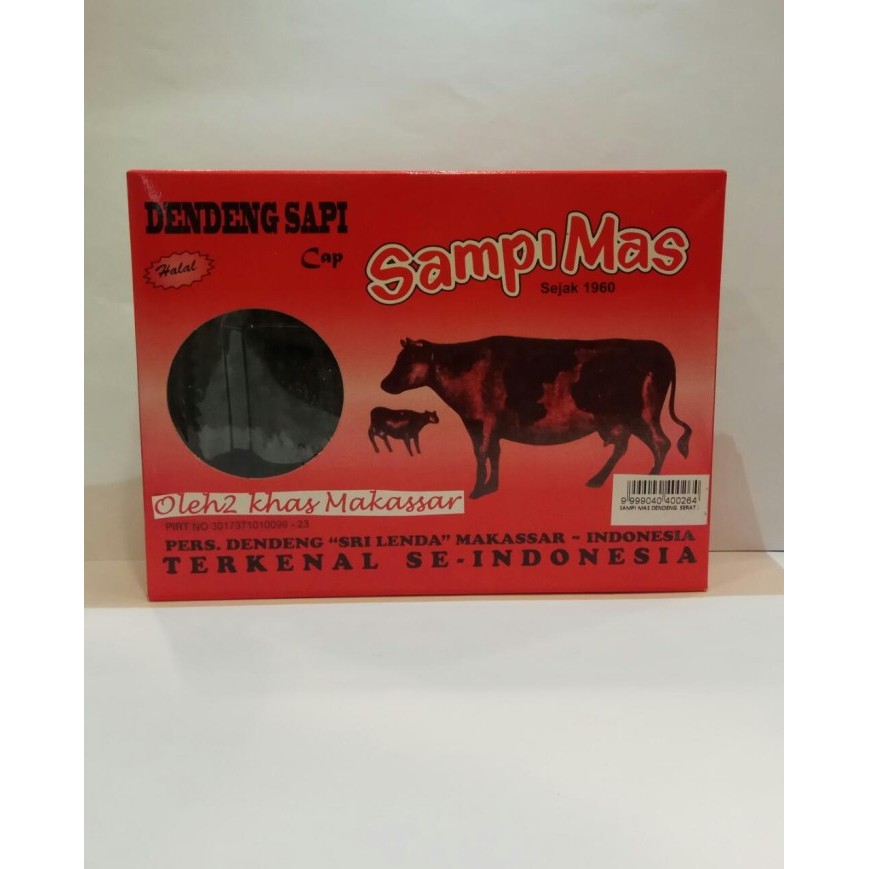 DENDENG SAPI
Halal
Cap
Sampi Mas
Sejak 1960
Oleh2 khas Makassar
PIRT NO 3017371010099 - 23
9 999040 400264
SAMPI MAS DENDENG SERAT
PERS. DENDENG "SRI LENDA" MAKASSAR - INDONESIA
TERKENAL SE-INDONESIA